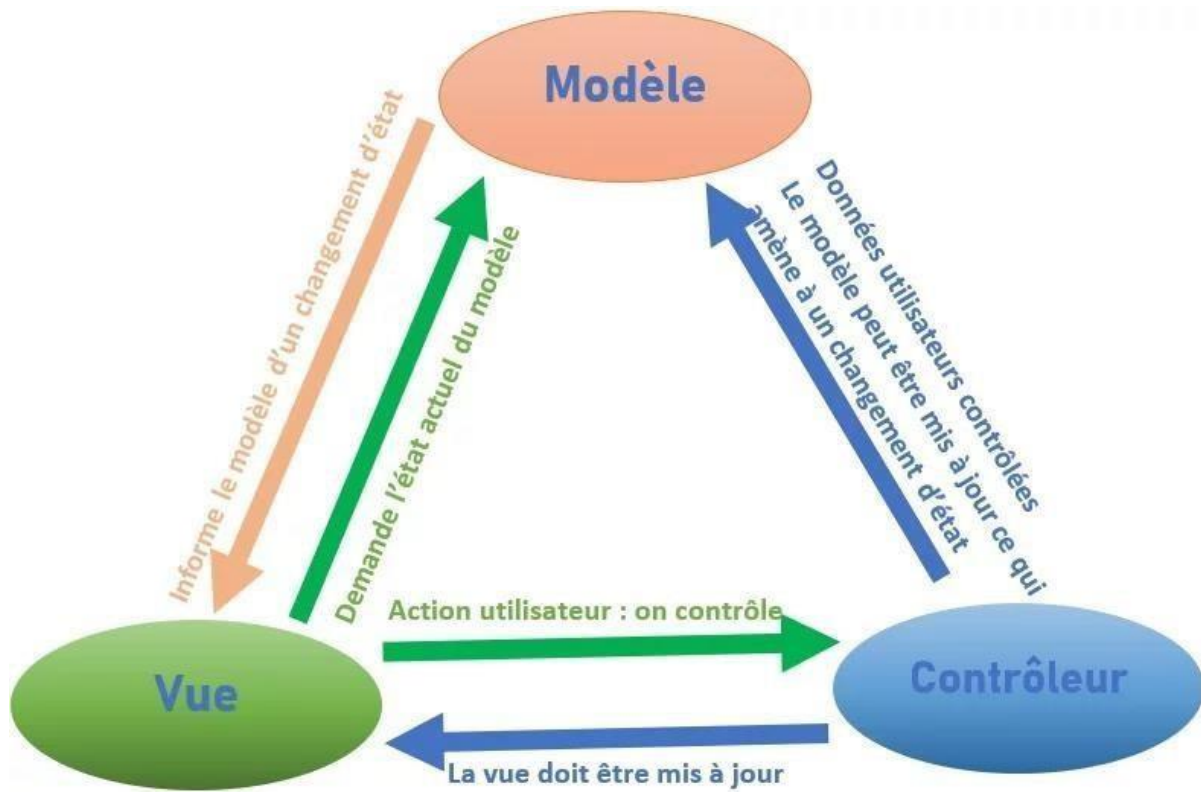 Modèle
Informe le modèle d'un changement d'état
Demande l'état actuel du modèle
Données utilisateurs contrôlées
Le modèle peut être mis à jour ce qui
amène à un changement d'état
Action utilisateur : on contrôle
Vue
Contrôleur
La vue doit être mis à jour